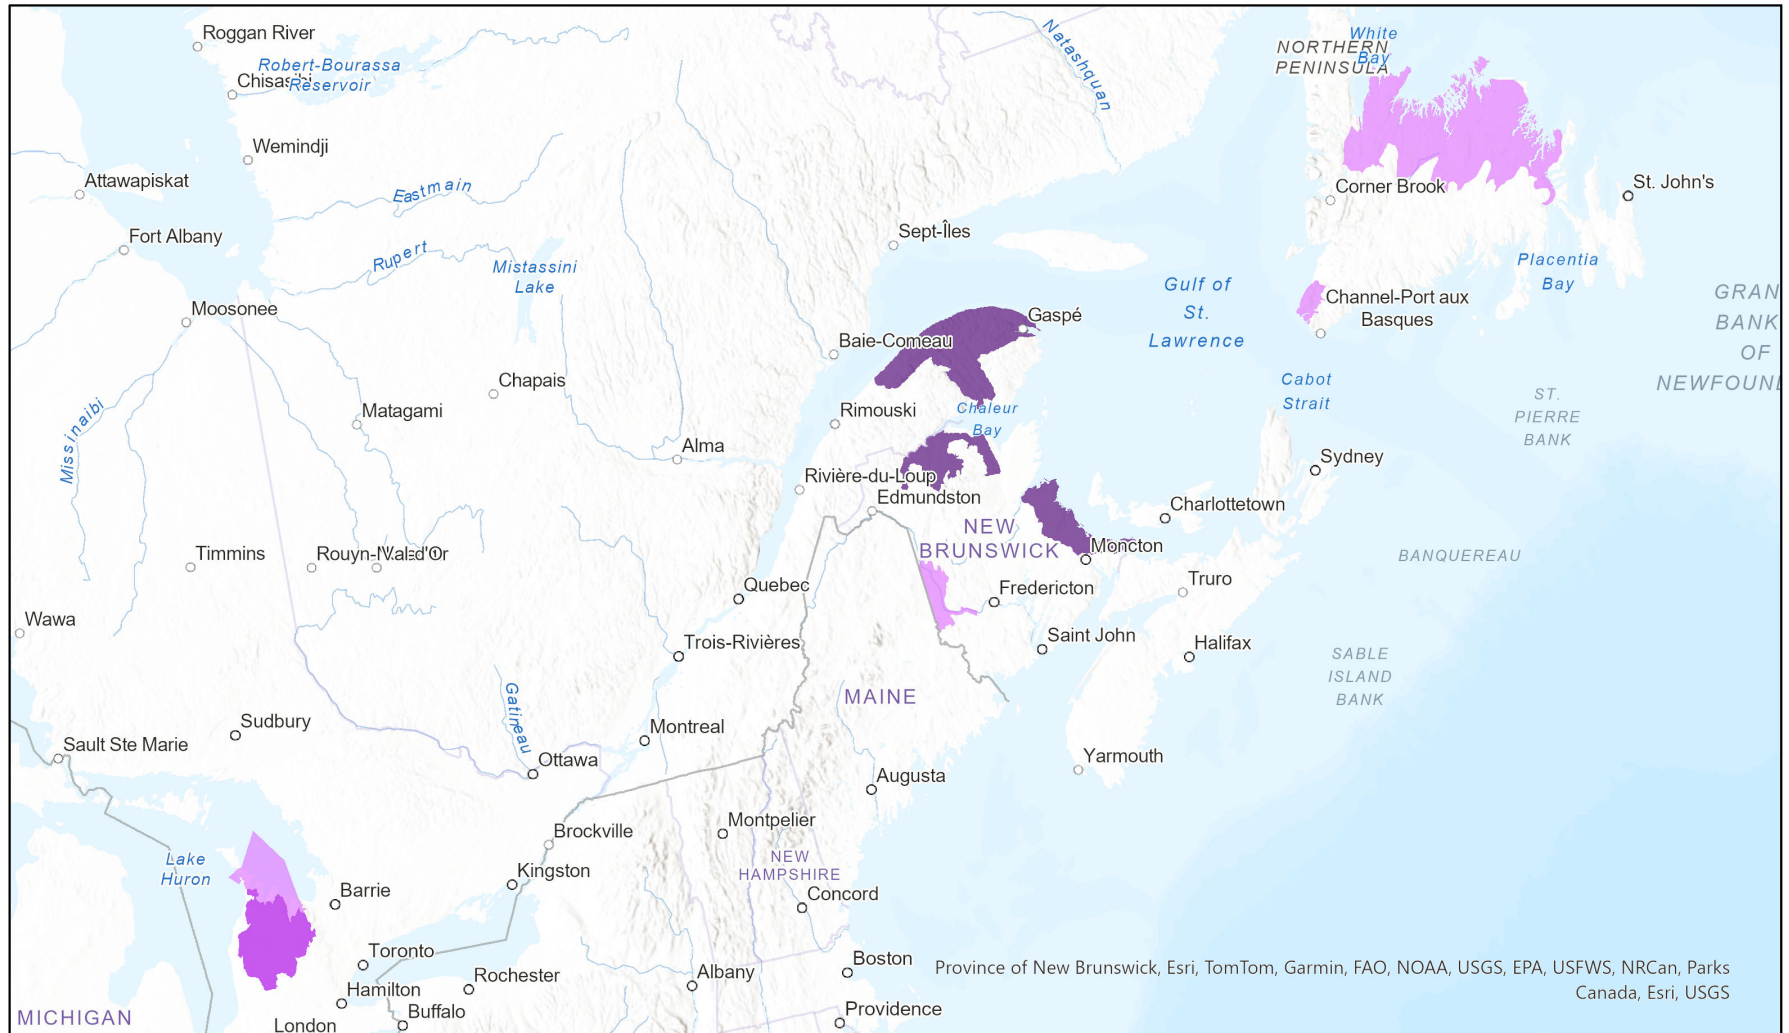 Roggan River
Robert-Bourassa
Reservoir
Chisasibi
Natashquan
White
Bay
NORTHERN
PENINSULA
Wemindji
Attawapiskat
Eastmain
Corner Brook
St. John's
Fort Albany
Rupert
Mistassini
Lake
Sept-Îles
Placentia
Bay
Gulf of
St.
Lawrence
Channel-Port aux
Basques
GRAN
BANK
OF
NEWFOUN
Moosonee
Gaspé
Baie-Comeau
Chapais
Cabot
Strait
ST.
PIERRE
BANK
Missinaibi
Matagami
Rimouski
Chaleur
Bay
Alma
Sydney
Rivière-du-Loup
Edmundston
Charlottetown
NEW
BRUNSWICK
Moncton
BANQUEREAU
Timmins
Rouyn-N
d'Or
Quebec
Fredericton
Truro
Wawa
Trois-Rivières
Saint John
Halifax
SABLE
ISLAND
BANK
Gatineau
MAINE
Sudbury
Montreal
Sault Ste Marie
Ottawa
Yarmouth
Augusta
Brockville
Montpelier
Lake
Huron
Kingston
NEW
HAMPSHIRE
Barrie
Concord
Toronto
Rochester
Albany
Boston
Province of New Brunswick, Esri, TomTom, Garmin, FAO, NOAA, USGS, EPA, USFWS, NRCan, Parks
Canada, Esri, USGS
Hamilton
Buffalo
Providence
MICHIGAN
London